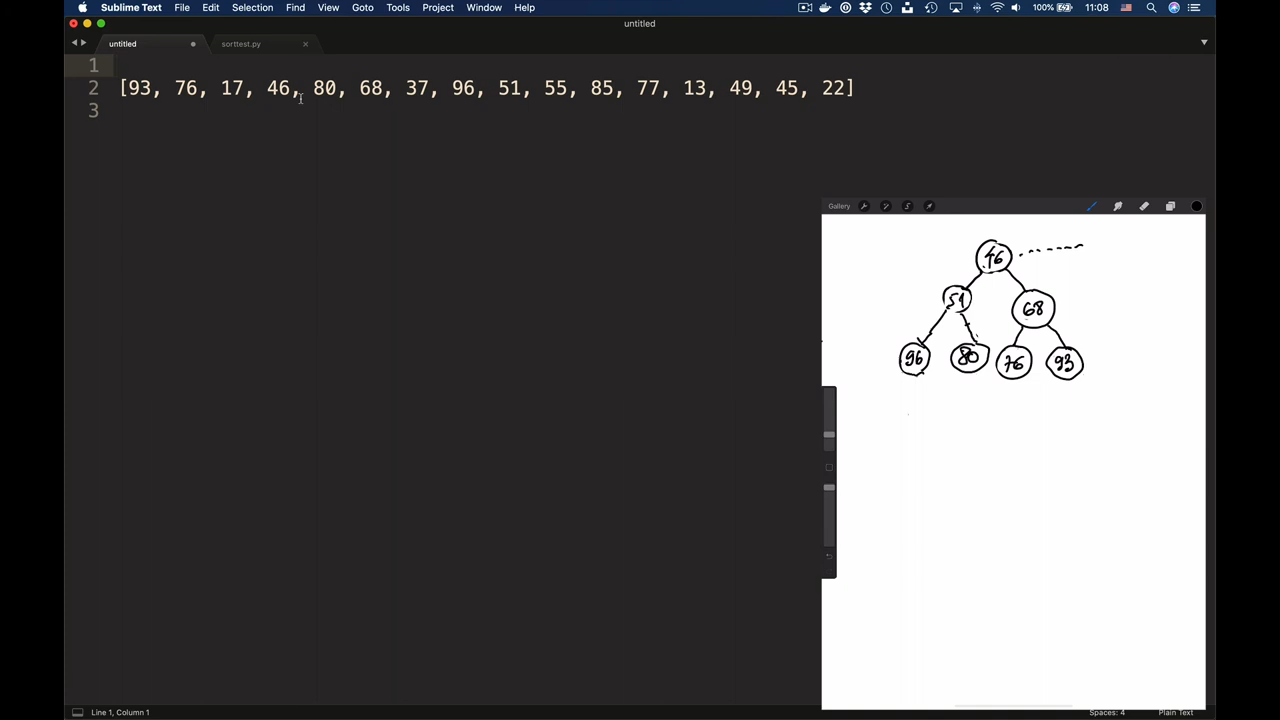 Sublime Text File Edit Selection Find View Goto Tools Project Window Help 100% 11:08
untitled
untitled sorttest.py
1
2 [93, 76, 17, 46, 80, 68, 37, 96, 51, 55, 85, 77, 13, 49, 45, 22]
3
Gallery
46
51 68
96 80 76 93
Line 1, Column 1 Spaces: 4 Plain Text